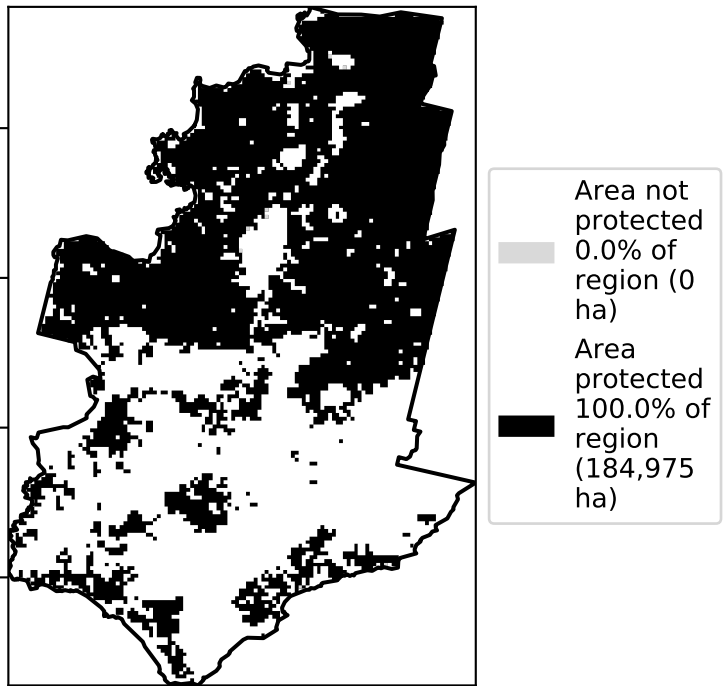 Area not
protected
0.0% of
region (0
ha)
Area
protected
100.0% of
region
(184,975
ha)